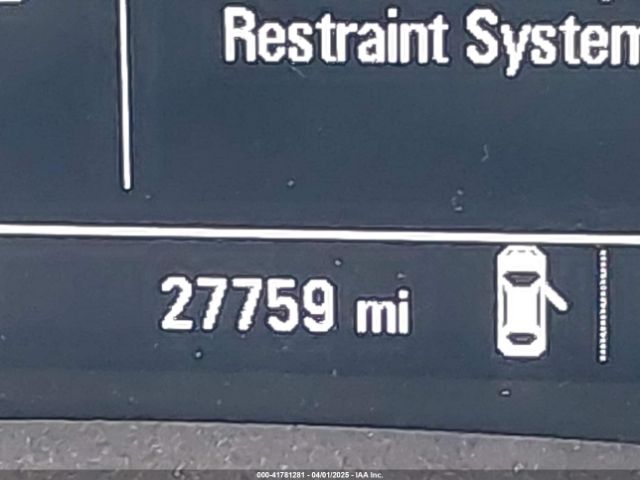 Restraint System
27759 mi
000-41781281 - 04/01/2025 - IAA Inc.